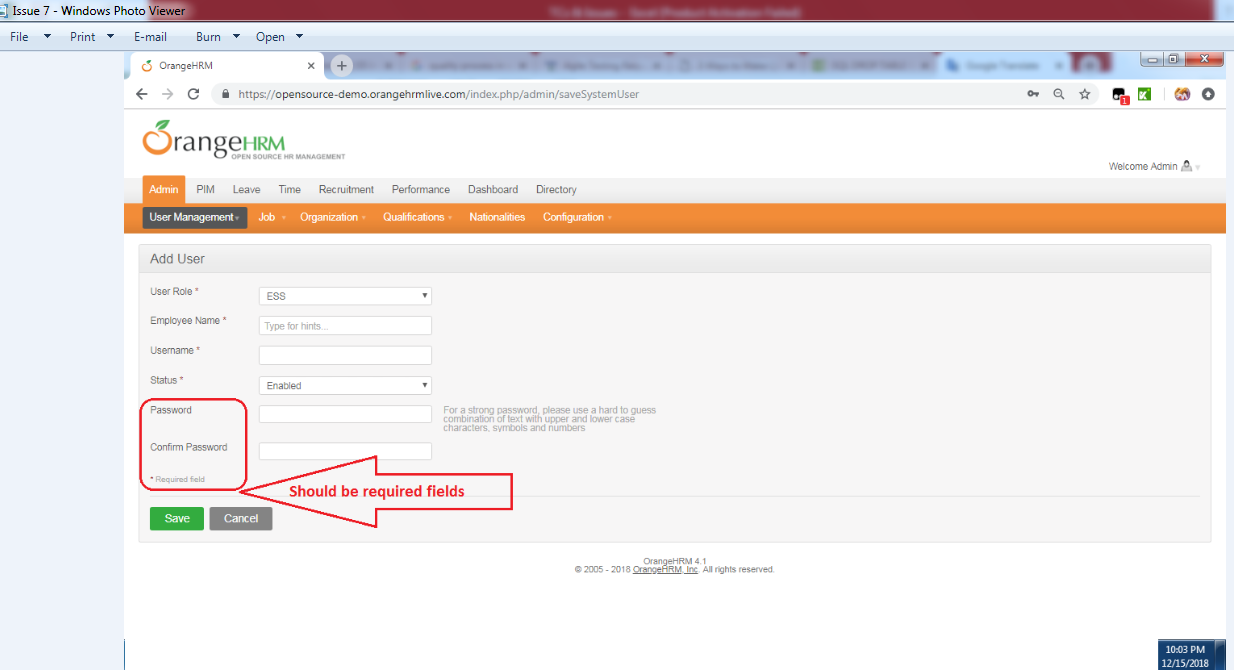 Issue 7 - Windows Photo Viewer
File Print E-mail Burn Open
OrangeHRM
https://opensource-demo.orangehrmlive.com/index.php/admin/saveSystemUser
1
OrangeHRM
OPEN SOURCE HR MANAGEMENT
Welcome Admin
Admin PIM Leave Time Recruitment Performance Dashboard Directory
User Management Job Organization Qualifications Nationalities Configuration
Add User
User Role * ESS
Employee Name * Type for hints...
Username *
Status * Enabled
Password
For a strong password, please use a hard to guess
combination of text with upper and lower case
characters, symbols and numbers
Confirm Password
* Required field
Should be required fields
Save Cancel
OrangeHRM 4.1
© 2005 - 2018 OrangeHRM, Inc. All rights reserved.
10:03 PM
12/15/2018